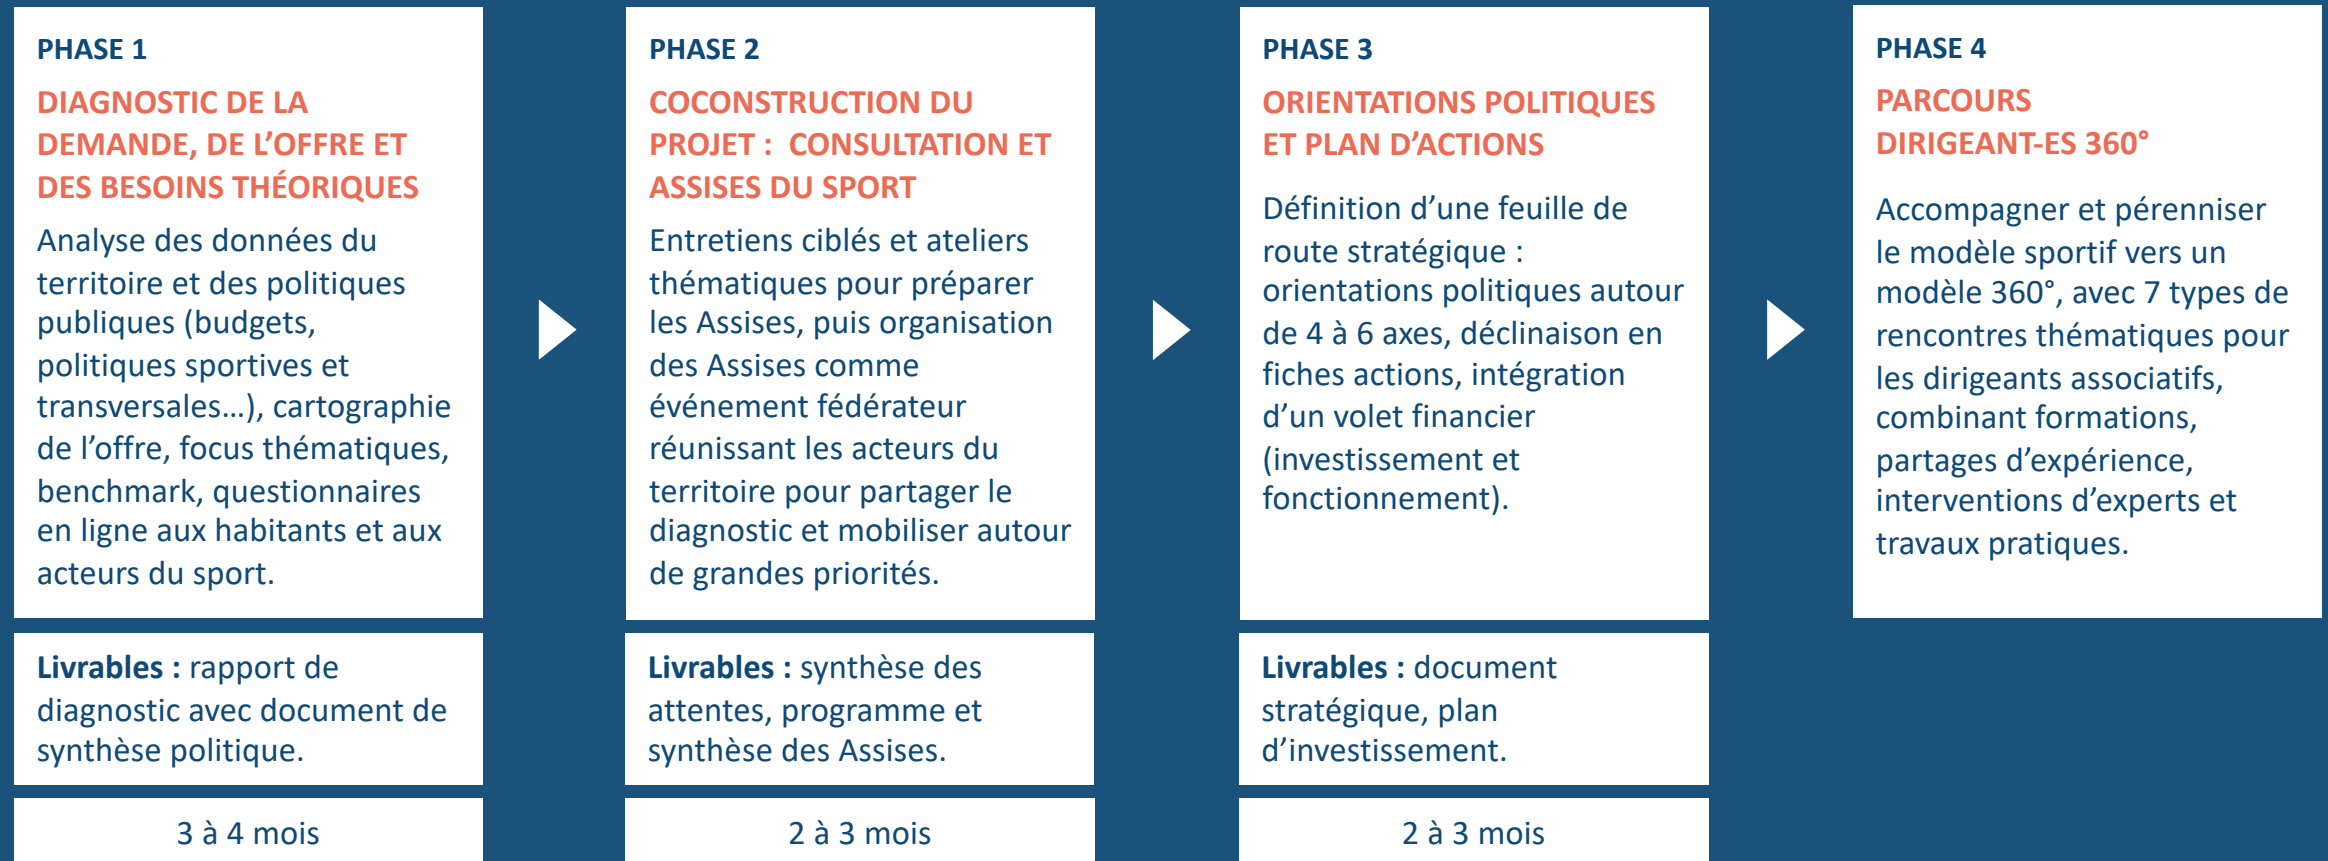 PHASE 1
DIAGNOSTIC DE LA
DEMANDE, DE L’OFFRE ET
DES BESOINS THÉORIQUES
Analyse des données du
territoire et des politiques
publiques (budgets,
politiques sportives et
transversales…), cartographie
de l’offre, focus thématiques,
benchmark, questionnaires
en ligne aux habitants et aux
acteurs du sport.
Livrables : rapport de
diagnostic avec document de
synthèse politique.
3 à 4 mois
PHASE 2
COCONSTRUCTION DU
PROJET : CONSULTATION ET
ASSISES DU SPORT
Entretiens ciblés et ateliers
thématiques pour préparer
les Assises, puis organisation
des Assises comme
événement fédérateur
réunissant les acteurs du
territoire pour partager le
diagnostic et mobiliser autour
de grandes priorités.
Livrables : synthèse des
attentes, programme et
synthèse des Assises.
2 à 3 mois
PHASE 3
ORIENTATIONS POLITIQUES
ET PLAN D’ACTIONS
Définition d’une feuille de
route stratégique :
orientations politiques autour
de 4 à 6 axes, déclinaison en
fiches actions, intégration
d’un volet financier
(investissement et
fonctionnement).
Livrables : document
stratégique, plan
d’investissement.
2 à 3 mois
PHASE 4
PARCOURS
DIRIGEANT-ES 360°
Accompagner et pérenniser
le modèle sportif vers un
modèle 360°, avec 7 types de
rencontres thématiques pour
les dirigeants associatifs,
combinant formations,
partages d’expérience,
interventions d’experts et
travaux pratiques.